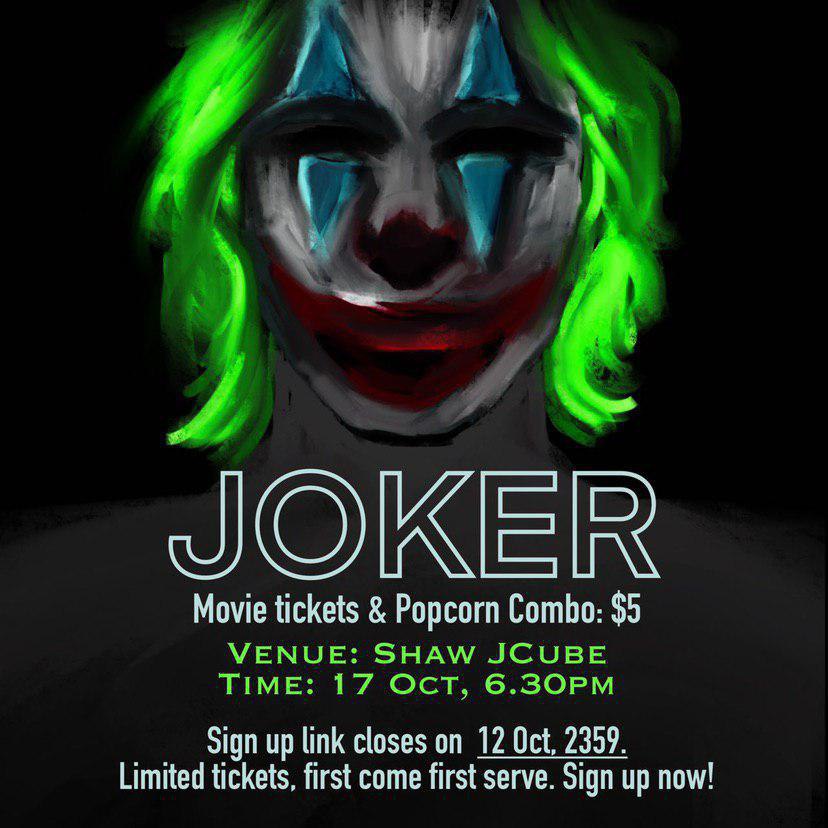 JOKER
Movie tickets & Popcorn Combo: $5
Venue: Shaw JCube
Time: 17 Oct, 6.30pm
Sign up link closes on 12 Oct, 2359.
Limited tickets, first come first serve. Sign up now!